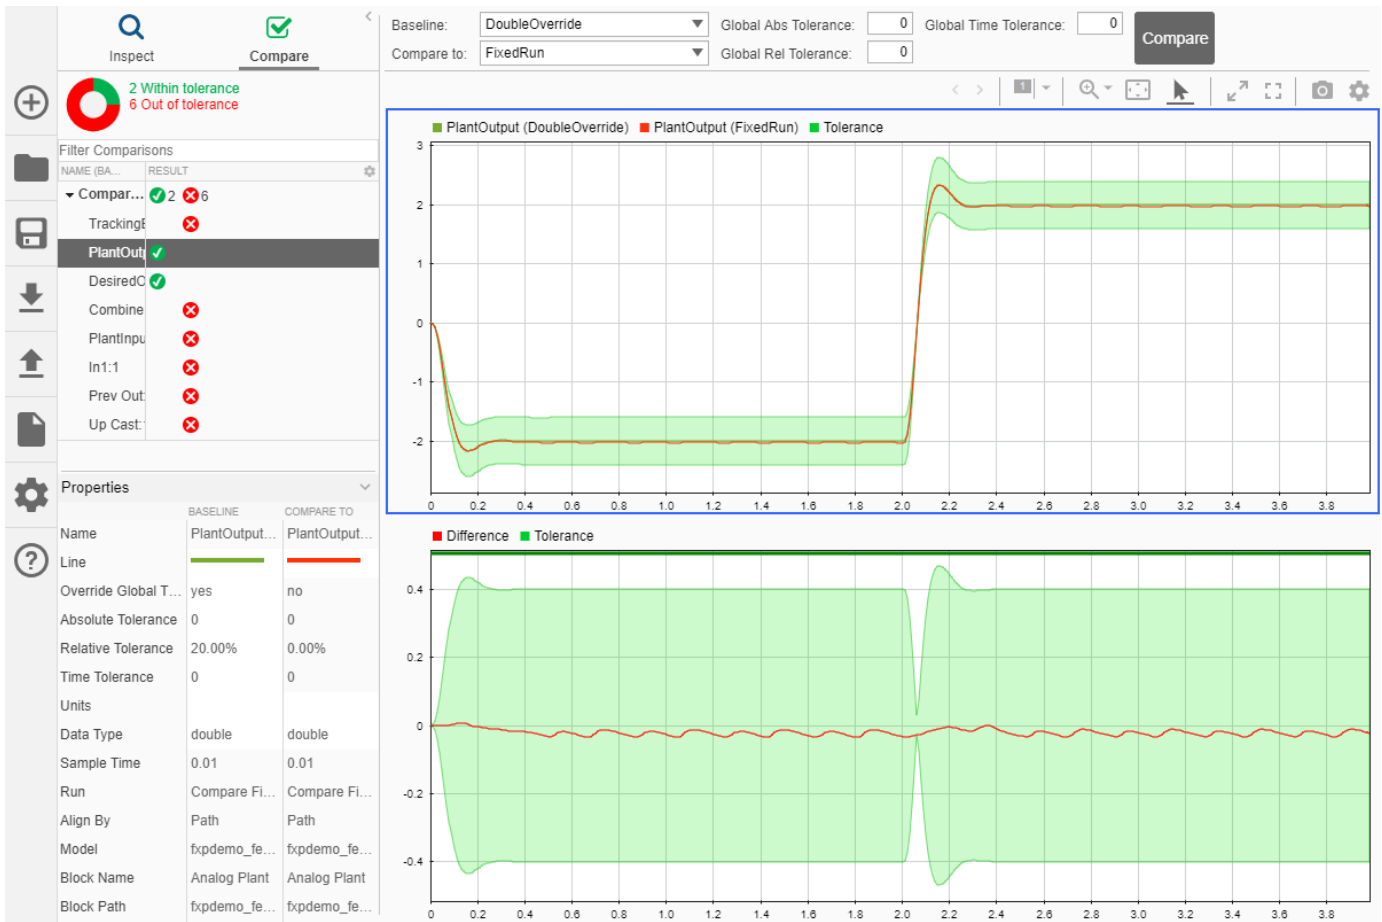 Inspect
Compare
2 Within tolerance
6 Out of tolerance
Filter Comparisons
NAME (BA... RESULT
Compar... 2 6
TrackingE
PlantOutp
DesiredO
Combine
PlantInpu
In1:1
Prev Out:
Up Cast:
Properties
BASELINE COMPARE TO
Name PlantOutput... PlantOutput...
Line
Override Global T... yes no
Absolute Tolerance 0 0
Relative Tolerance 20.00% 0.00%
Time Tolerance 0 0
Units
Data Type double double
Sample Time 0.01 0.01
Run Compare Fi... Compare Fi...
Align By Path Path
Model fxpdemo_fe... fxpdemo_fe...
Block Name Analog Plant Analog Plant
Block Path fxpdemo_fe... fxpdemo_fe...
Baseline: DoubleOverride Global Abs Tolerance: 0 Global Time Tolerance: 0
Compare to: FixedRun Global Rel Tolerance: 0
Compare
1
PlantOutput (DoubleOverride) PlantOutput (FixedRun) Tolerance
3
2
1
0
-1
-2
0 0.2 0.4 0.6 0.8 1.0 1.2 1.4 1.6 1.8 2.0 2.2 2.4 2.6 2.8 3.0 3.2 3.4 3.6 3.8
Difference Tolerance
0.4
0.2
0
-0.2
-0.4
0 0.2 0.4 0.6 0.8 1.0 1.2 1.4 1.6 1.8 2.0 2.2 2.4 2.6 2.8 3.0 3.2 3.4 3.6 3.8